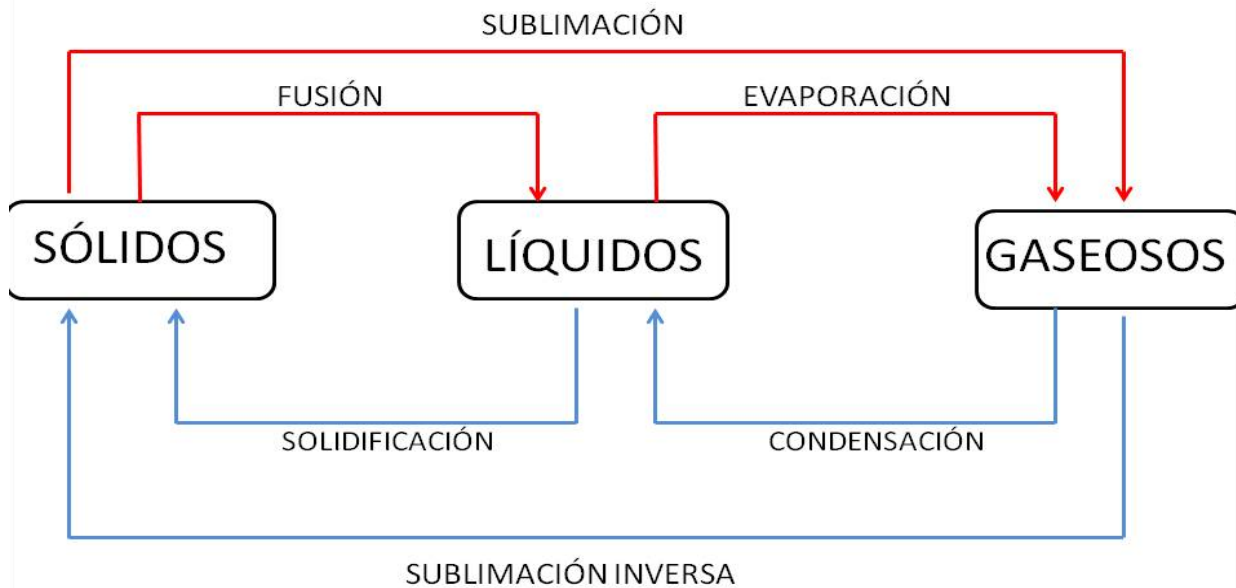 SUBLIMACIÓN
FUSIÓN
EVAPORACIÓN
SÓLIDOS
LÍQUIDOS
GASEOSOS
SOLIDIFICACIÓN
CONDENSACIÓN
SUBLIMACIÓN INVERSA